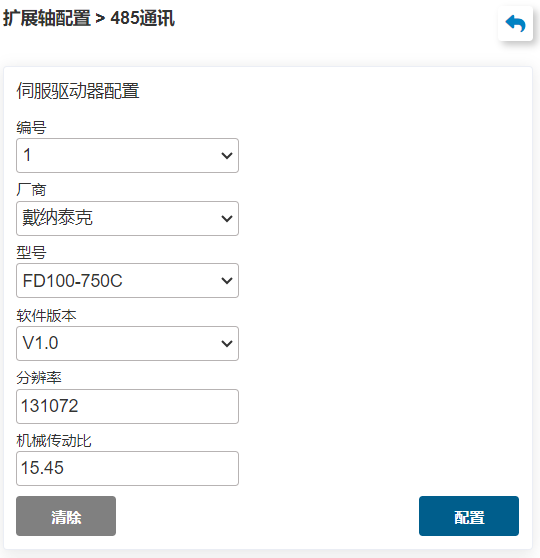 扩展轴配置 > 485通讯
伺服驱动器配置
编号
1
厂商
戴纳泰克
型号
FD100-750C
软件版本
V1.0
分辨率
131072
机械传动比
15.45
清除 配置